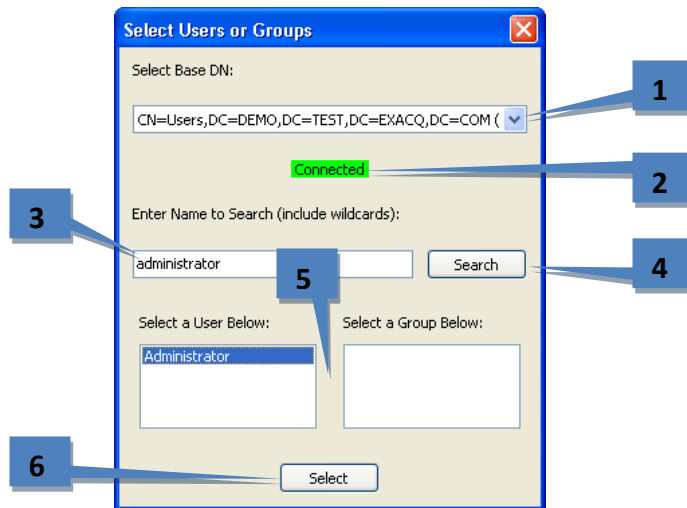 Select Users or Groups
Select Base DN:
1
CN=Users,DC=DEMO,DC=TEST,DC=EXACQ,DC=COM (
Connected
2
3
Enter Name to Search (include wildcards):
administrator
Search
4
5
Select a User Below: Select a Group Below:
Administrator
6
Select